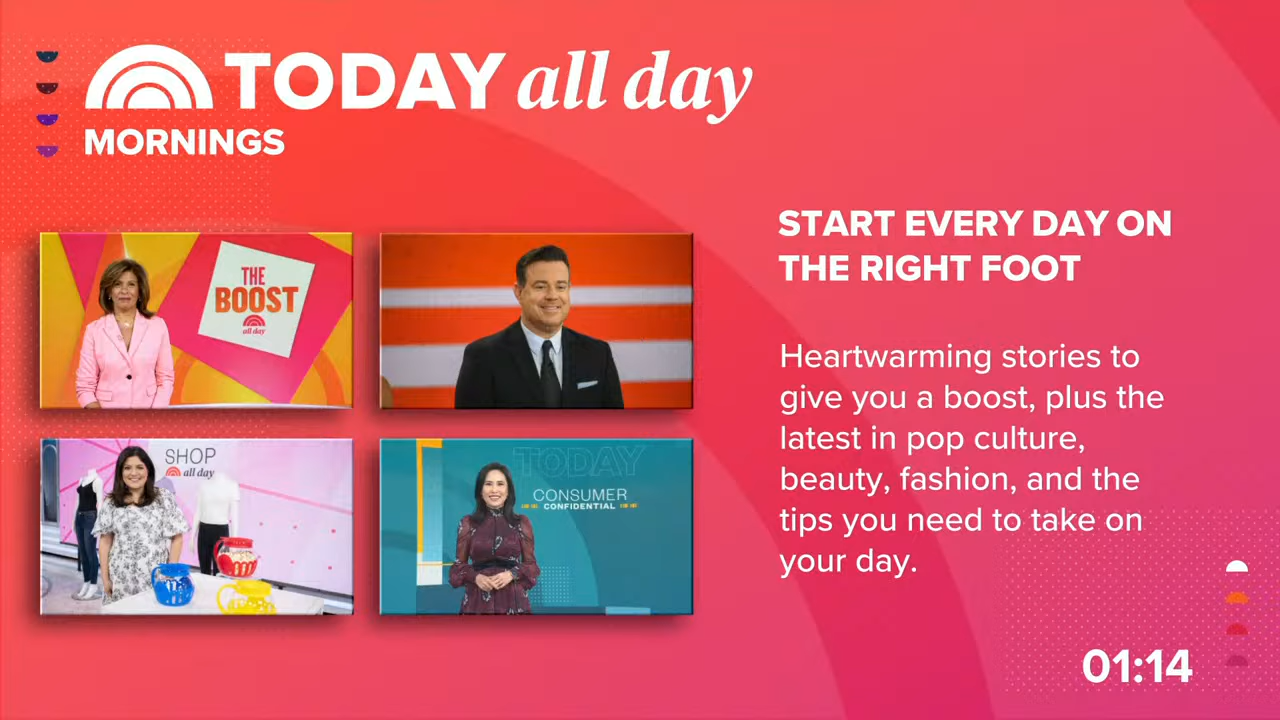 TODAY all day
MORNINGS
START EVERY DAY ON
THE RIGHT FOOT
THE
BOOST
all day
Heartwarming stories to
give you a boost, plus the
latest in pop culture,
beauty, fashion, and the
tips you need to take on
your day.
SHOP
all day
TODAY
CONSUMER
CONFIDENTIAL
01:14